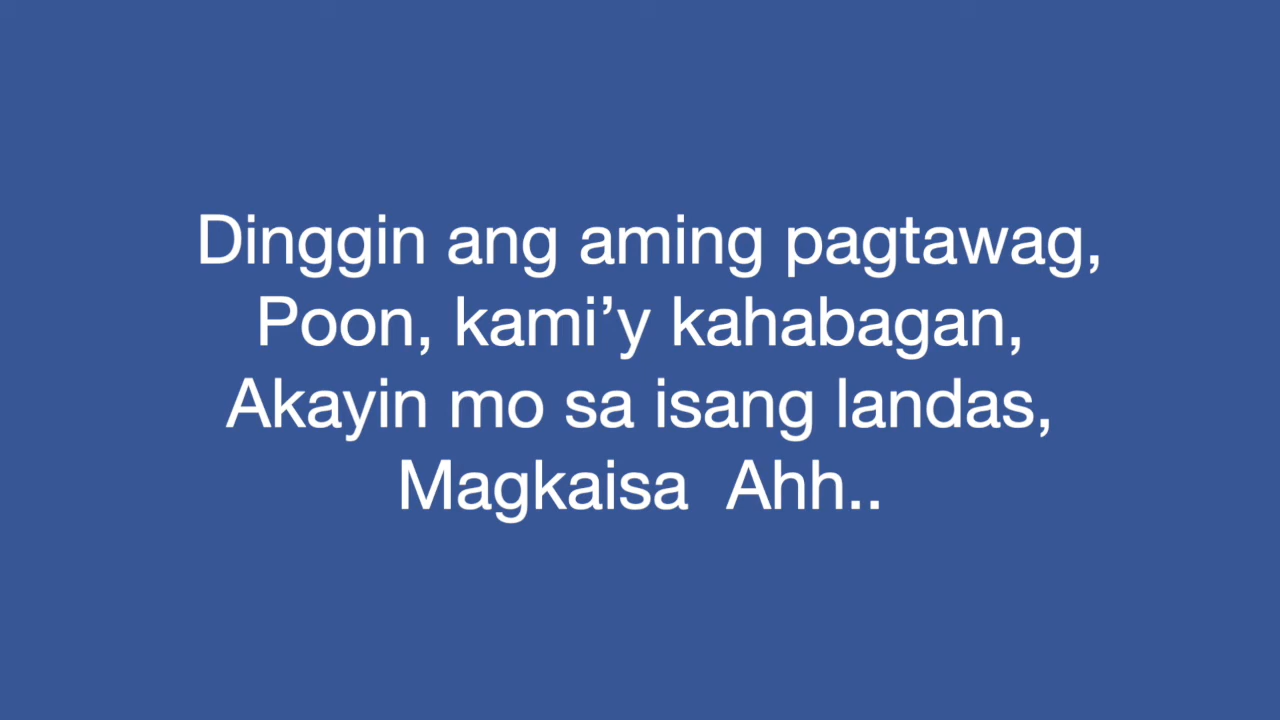 Dinggin ang aming pagtawag,
Poon, kami’y kahabagan,
Akayin mo sa isang landas,
Magkaisa  Ahh..